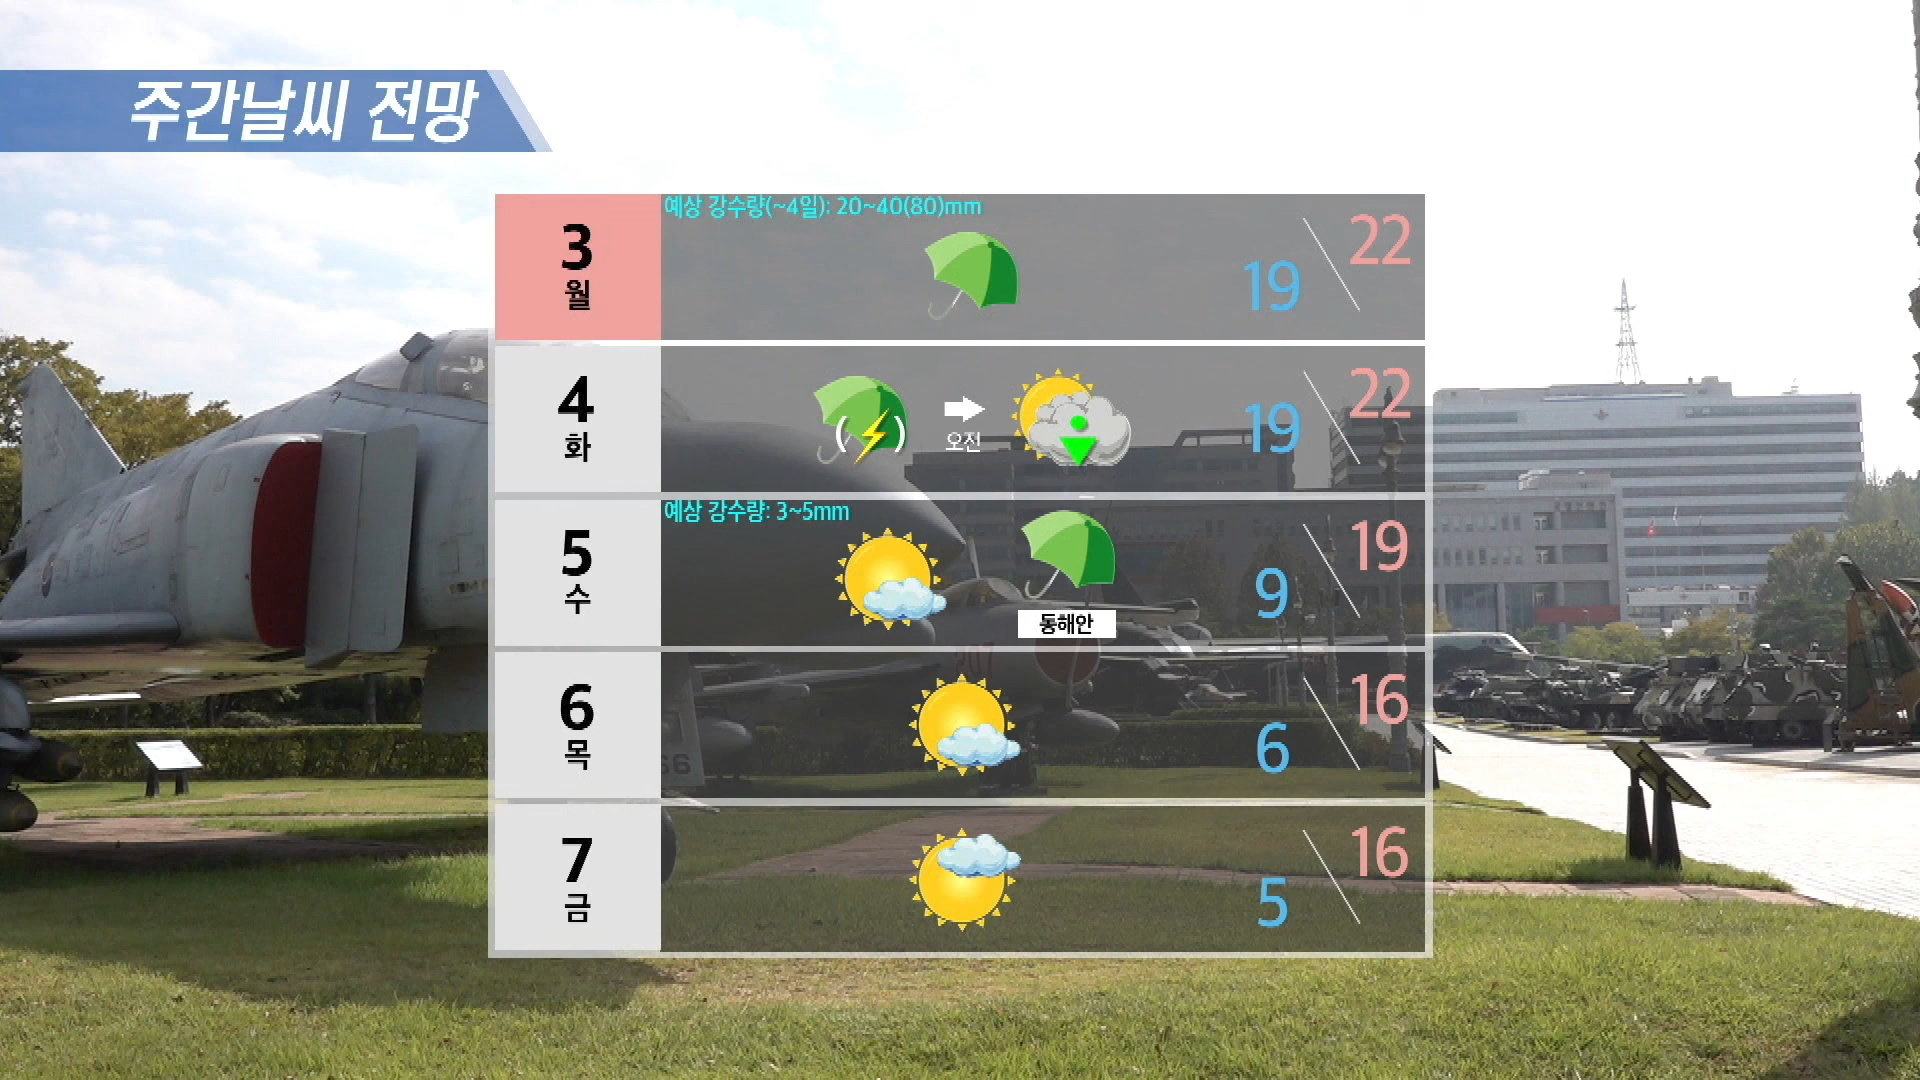 주간날씨 전망
예상 강수량(~4일): 20~40(80)mm
3
월
19
22
4
화
( )
오전
19
22
예상 강수량: 3~5mm
5
수
동해안
9
19
6
목
6
16
7
금
5
16